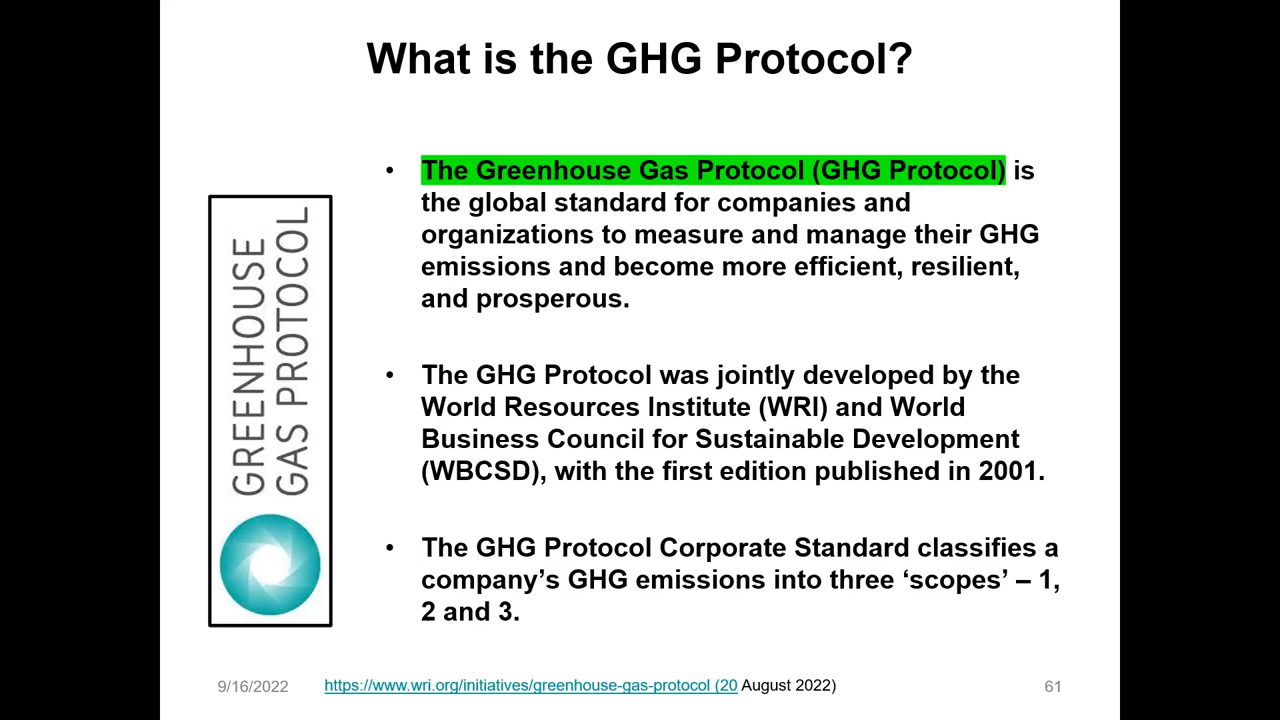 What is the GHG Protocol?
GREENHOUSE
GAS PROTOCOL
• The Greenhouse Gas Protocol (GHG Protocol) is
the global standard for companies and
organizations to measure and manage their GHG
emissions and become more efficient, resilient,
and prosperous.
• The GHG Protocol was jointly developed by the
World Resources Institute (WRI) and World
Business Council for Sustainable Development
(WBCSD), with the first edition published in 2001.
• The GHG Protocol Corporate Standard classifies a
company’s GHG emissions into three ‘scopes’ – 1,
2 and 3.
9/16/2022 https://www.wri.org/initiatives/greenhouse-gas-protocol (20 August 2022) 61